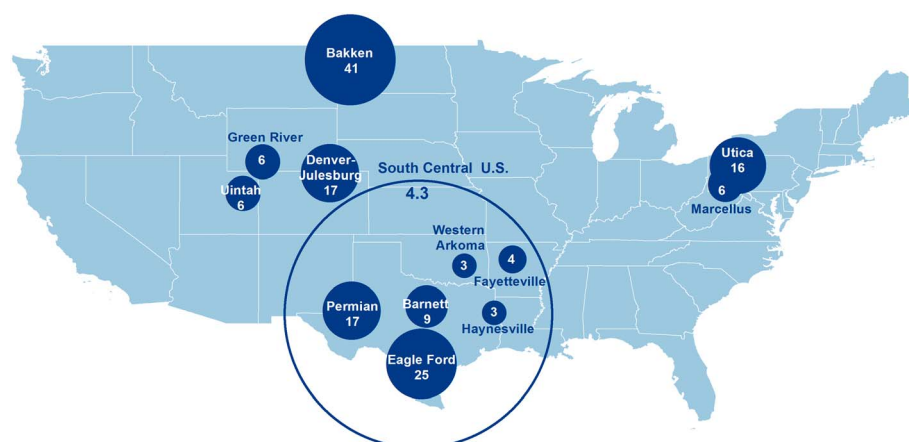 Bakken
41
Green River
6
Denver-
Julesburg
17
Uintah
6
South Central U.S.
4.3
Utica
16
6
Marcellus
Western
Arkoma
3
4
Fayetteville
Permian
17
Barnett
9
3
Haynesville
Eagle Ford
25